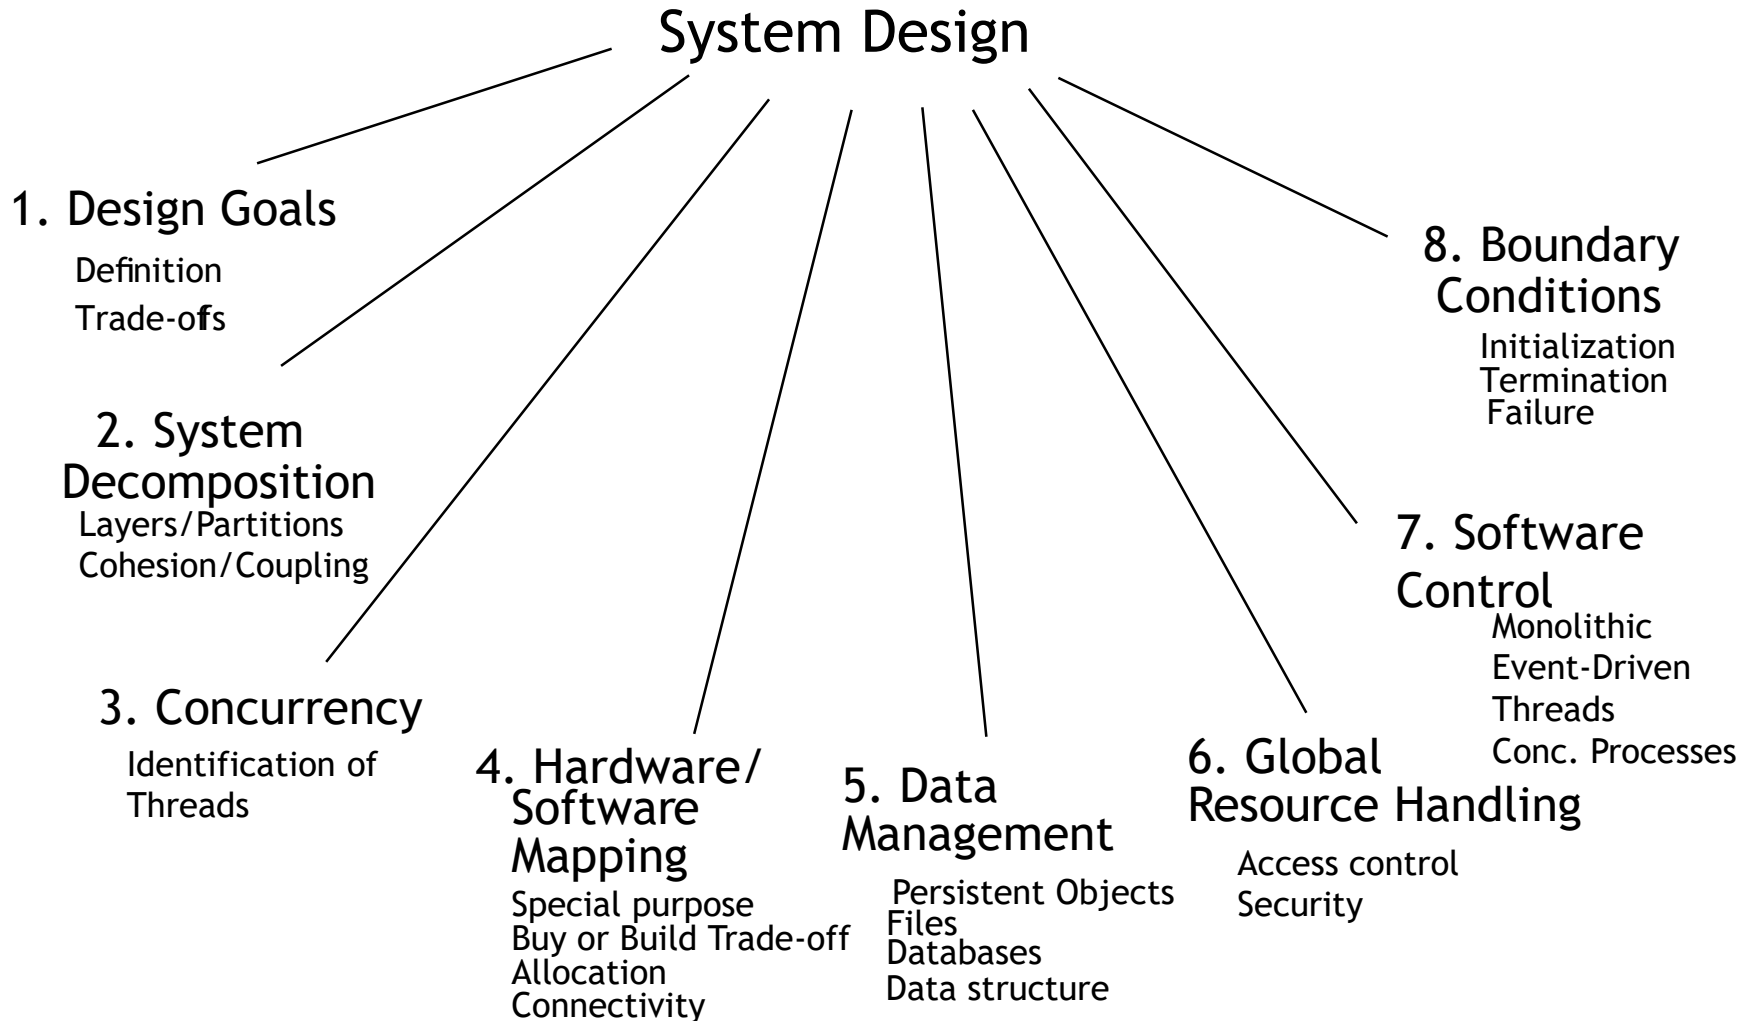 System Design
1. Design Goals
Definition
Trade-offs
2. System
Decomposition
Layers/Partitions
Cohesion/Coupling
3. Concurrency
Identification of
Threads
4. Hardware/
Software
Mapping
Special purpose
Buy or Build Trade-off
Allocation
Connectivity
5. Data
Management
Persistent Objects
Files
Databases
Data structure
6. Global
Resource Handling
Access control
Security
7. Software
Control
Monolithic
Event-Driven
Threads
Conc. Processes
8. Boundary
Conditions
Initialization
Termination
Failure